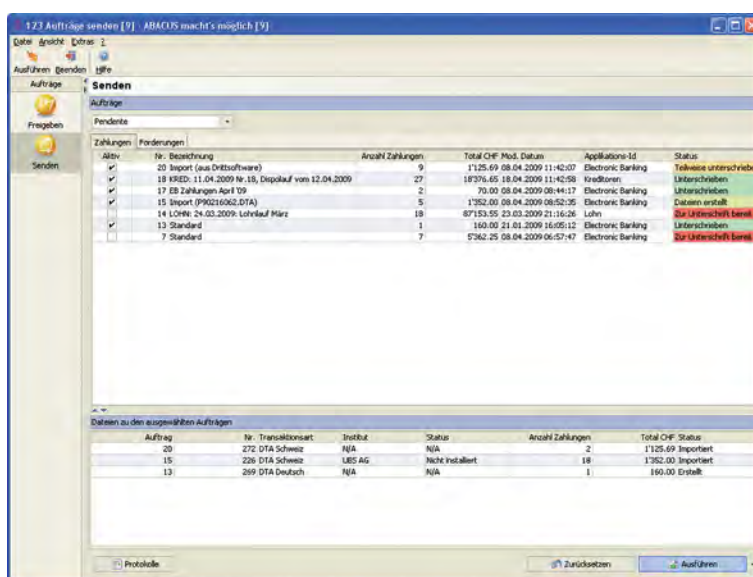 123 Aufträge senden [9] - ABACUS macht's möglich [9]
Datei Ansicht Extras ?
Ausführen Beenden Hilfe
Aufträge
Senden
Freigeben
Senden
Aufträge
Pendente
Zahlungen Forderungen
Aktiv Nr. Bezeichnung Anzahl Zahlungen Total CHF Mod. Datum Applikations-Id Status
20 Import (aus Drittsoftware) 9 1'125.69 08.04.2009 11:42:07 Electronic Banking Teilweise unterschriebe
18 KRED: 11.04.2009 Nr.18, Dispolauf vom 12.04.2009 27 18'376.65 18.04.2009 11:42:58 Kreditoren Unterschrieben
17 EB Zahlungen April '09 2 70.00 08.04.2009 08:44:17 Electronic Banking Unterschrieben
15 Import (P90216062.DTA) 5 1'352.00 08.04.2009 08:52:35 Electronic Banking Dateien erstellt
14 LOHN: 24.03.2009: Lohnlauf März 18 87'153.55 23.03.2009 21:16:26 Lohn Zur Unterschrift bereit
13 Standard 1 160.00 21.01.2009 16:05:12 Electronic Banking Unterschrieben
7 Standard 7 5'362.25 08.04.2009 06:57:47 Electronic Banking Zur Unterschrift bereit
Dateien zu den ausgewählten Aufträgen
Auftrag Nr. Transaktionsart Institut Status Anzahl Zahlungen Total CHF Status
20 272 DTA Schweiz N/A N/A 2 1'125.69 Importiert
15 226 DTA Schweiz UBS AG Nicht installiert 18 1'352.00 Importiert
13 269 DTA Deutsch N/A N/A 1 160.00 Erstellt
Protokolle Zurücksetzen Ausführen